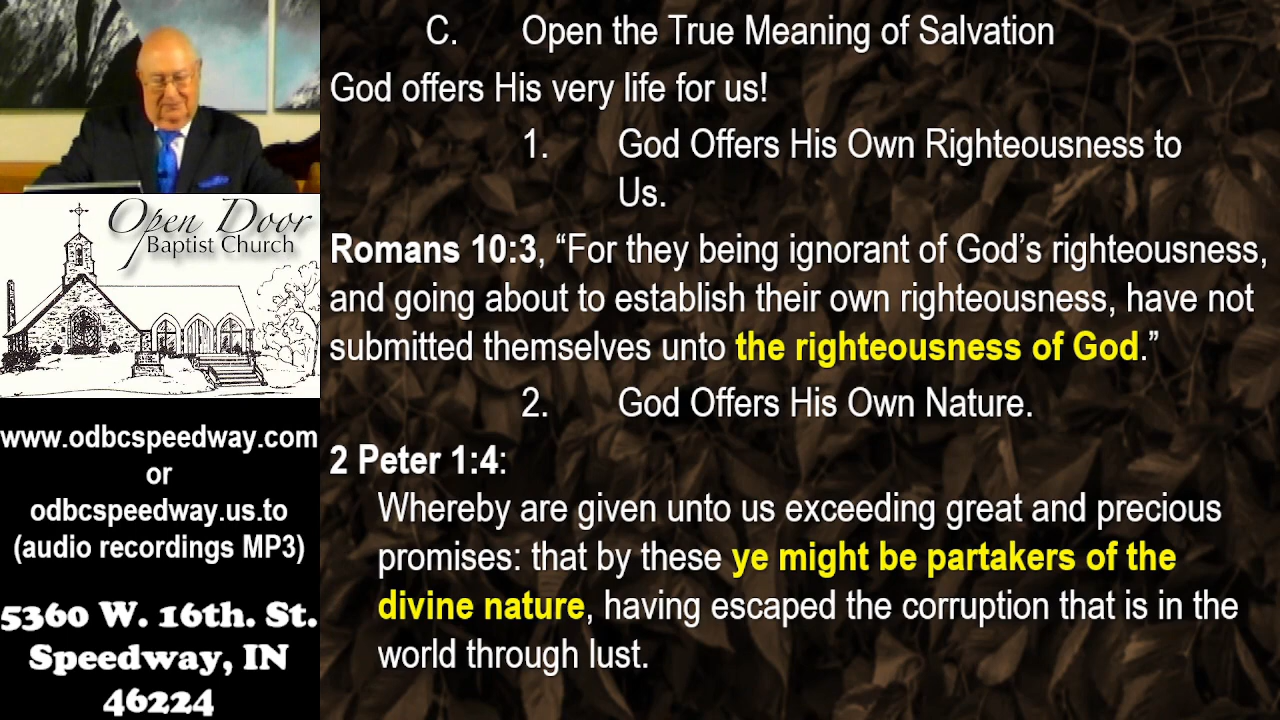 C. Open the True Meaning of Salvation
God offers His very life for us!
1. God Offers His Own Righteousness to
Us.
Romans 10:3, “For they being ignorant of God’s righteousness,
and going about to establish their own righteousness, have not
submitted themselves unto the righteousness of God.”
2. God Offers His Own Nature.
2 Peter 1:4:
Whereby are given unto us exceeding great and precious
promises: that by these ye might be partakers of the
divine nature, having escaped the corruption that is in the
world through lust.
Open Door
Baptist Church
www.odbcspeedway.com
or
odbcspeedway.us.to
(audio recordings MP3)
5360 W. 16th. St.
Speedway, IN
46224